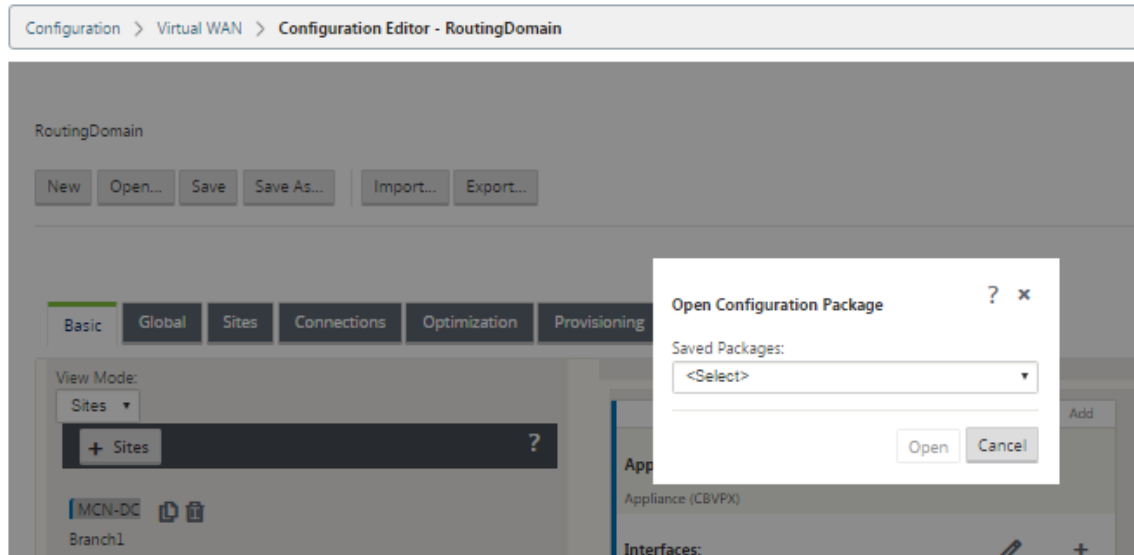 Configuration > Virtual WAN > Configuration Editor - RoutingDomain
RoutingDomain
New Open... Save Save As... Import... Export...
Basic Global Sites Connections Optimization Provisioning
View Mode:
Sites
+ Sites ?
MCN-DC
Branch1
Open Configuration Package ? ×
Saved Packages:
<Select>
Open Cancel
Add
App
Appliance (CBVPX)
Interfaces: +